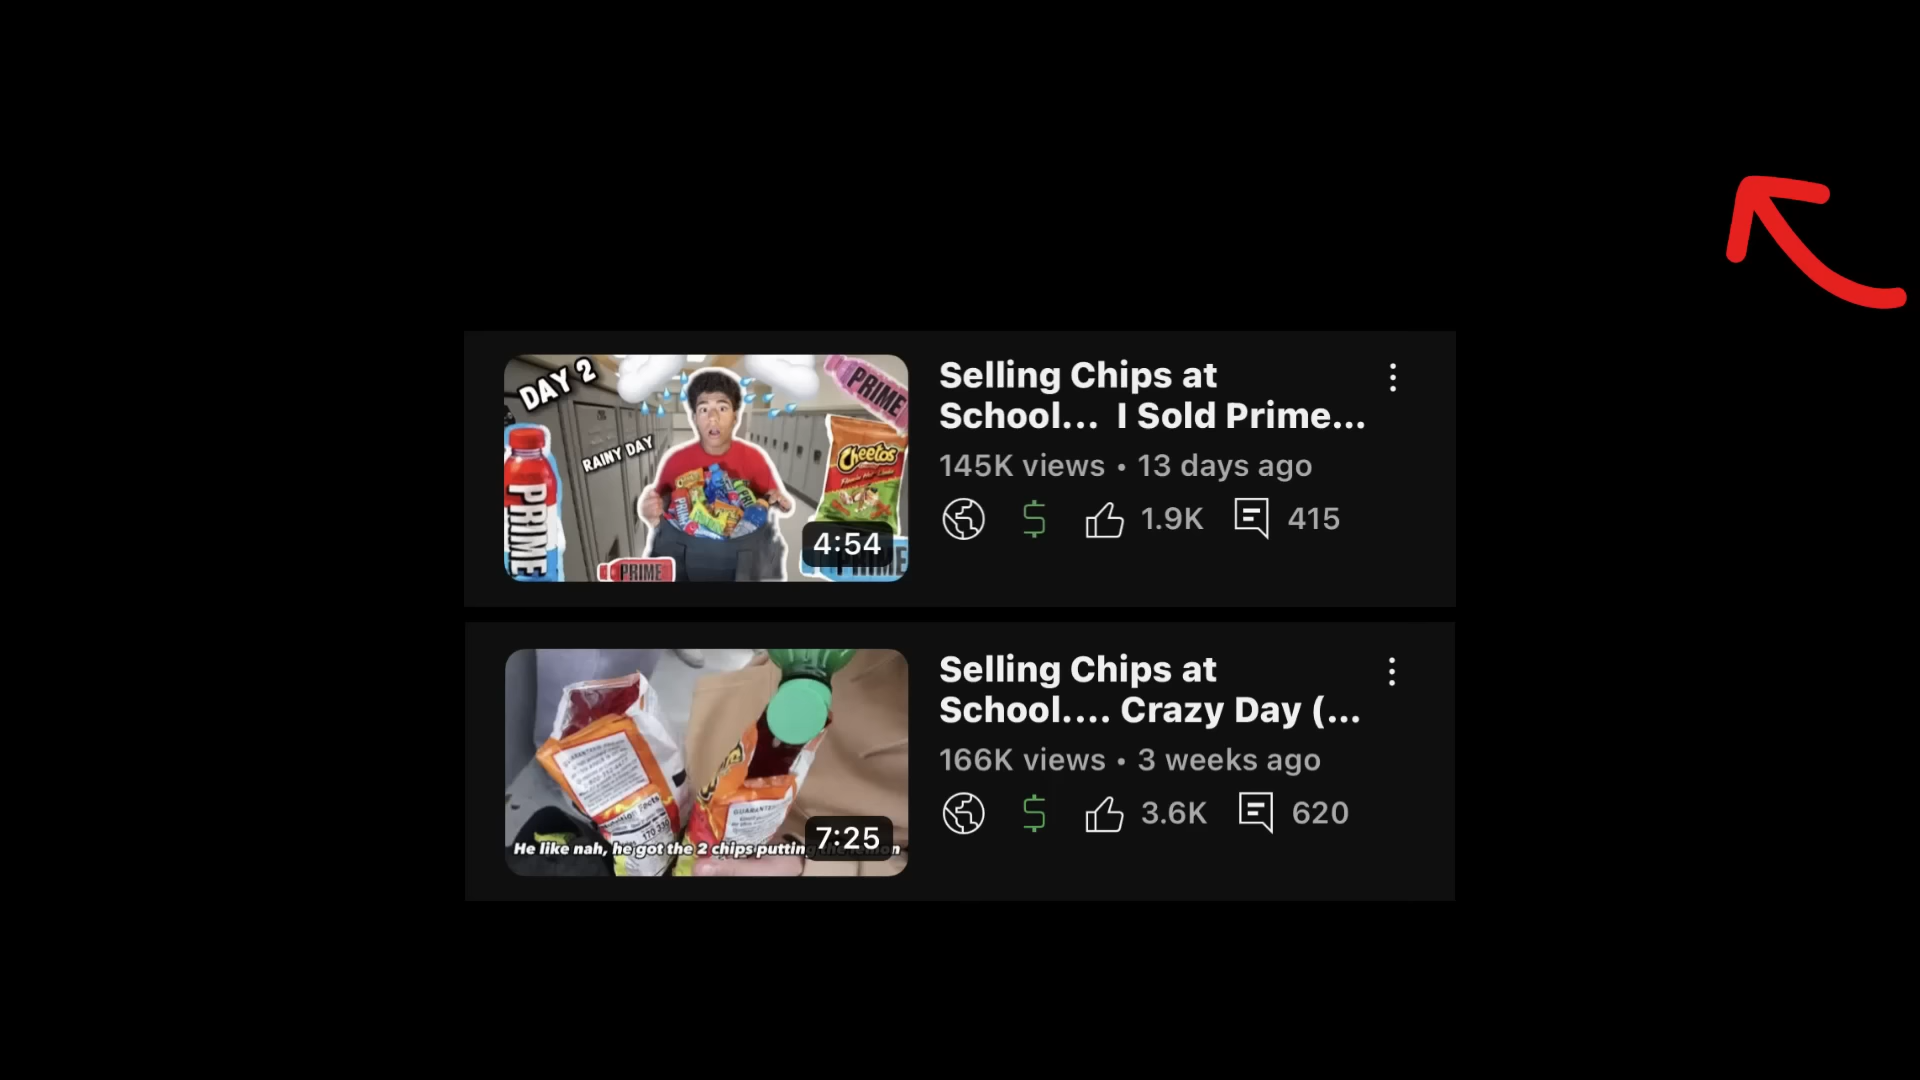 DAY 2
RAINY DAY
PRIME
PRIME
Cheetos
PRIME
PRIME
4:54
Selling Chips at
School... I Sold Prime...
145K views • 13 days ago
1.9K
415
He like nah, he got the 2 chips putting
7:25
Selling Chips at
School.... Crazy Day (...
166K views • 3 weeks ago
3.6K
620